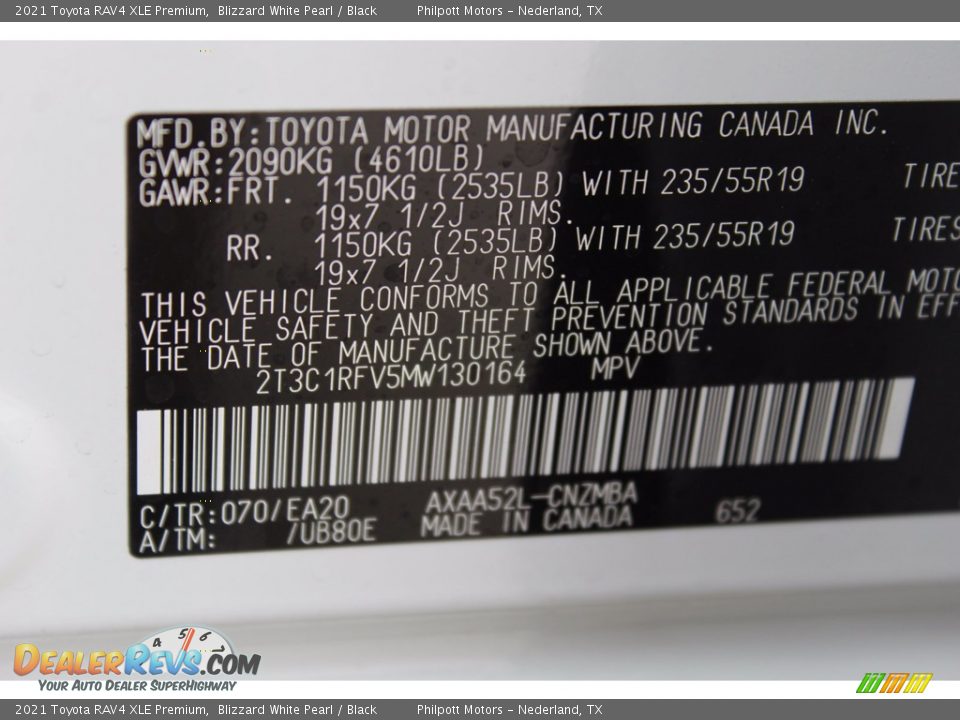 2021 Toyota RAV4 XLE Premium, Blizzard White Pearl / Black Philpott Motors – Nederland, TX
MFD.BY:TOYOTA MOTOR MANUFACTURING CANADA INC.
GVWR:2090KG (4610LB)
GAWR:FRT. 1150KG (2535LB) WITH 235/55R19 TIRE
19x7 1/2J RIMS.
RR. 1150KG (2535LB) WITH 235/55R19 TIRES
19x7 1/2J RIMS.
THIS VEHICLE CONFORMS TO ALL APPLICABLE FEDERAL MOTO
VEHICLE SAFETY AND THEFT PREVENTION STANDARDS IN EFF
THE DATE OF MANUFACTURE SHOWN ABOVE.
2T3C1RFV5MW130164 MPV
C/TR:070/EA20 AXAA52L-CNZMBA 652
A/TM: /UB80E MADE IN CANADA
4 5 6 7
DEALERREVS.COM
YOUR AUTO DEALER SUPERHIGHWAY
2021 Toyota RAV4 XLE Premium, Blizzard White Pearl / Black Philpott Motors – Nederland, TX